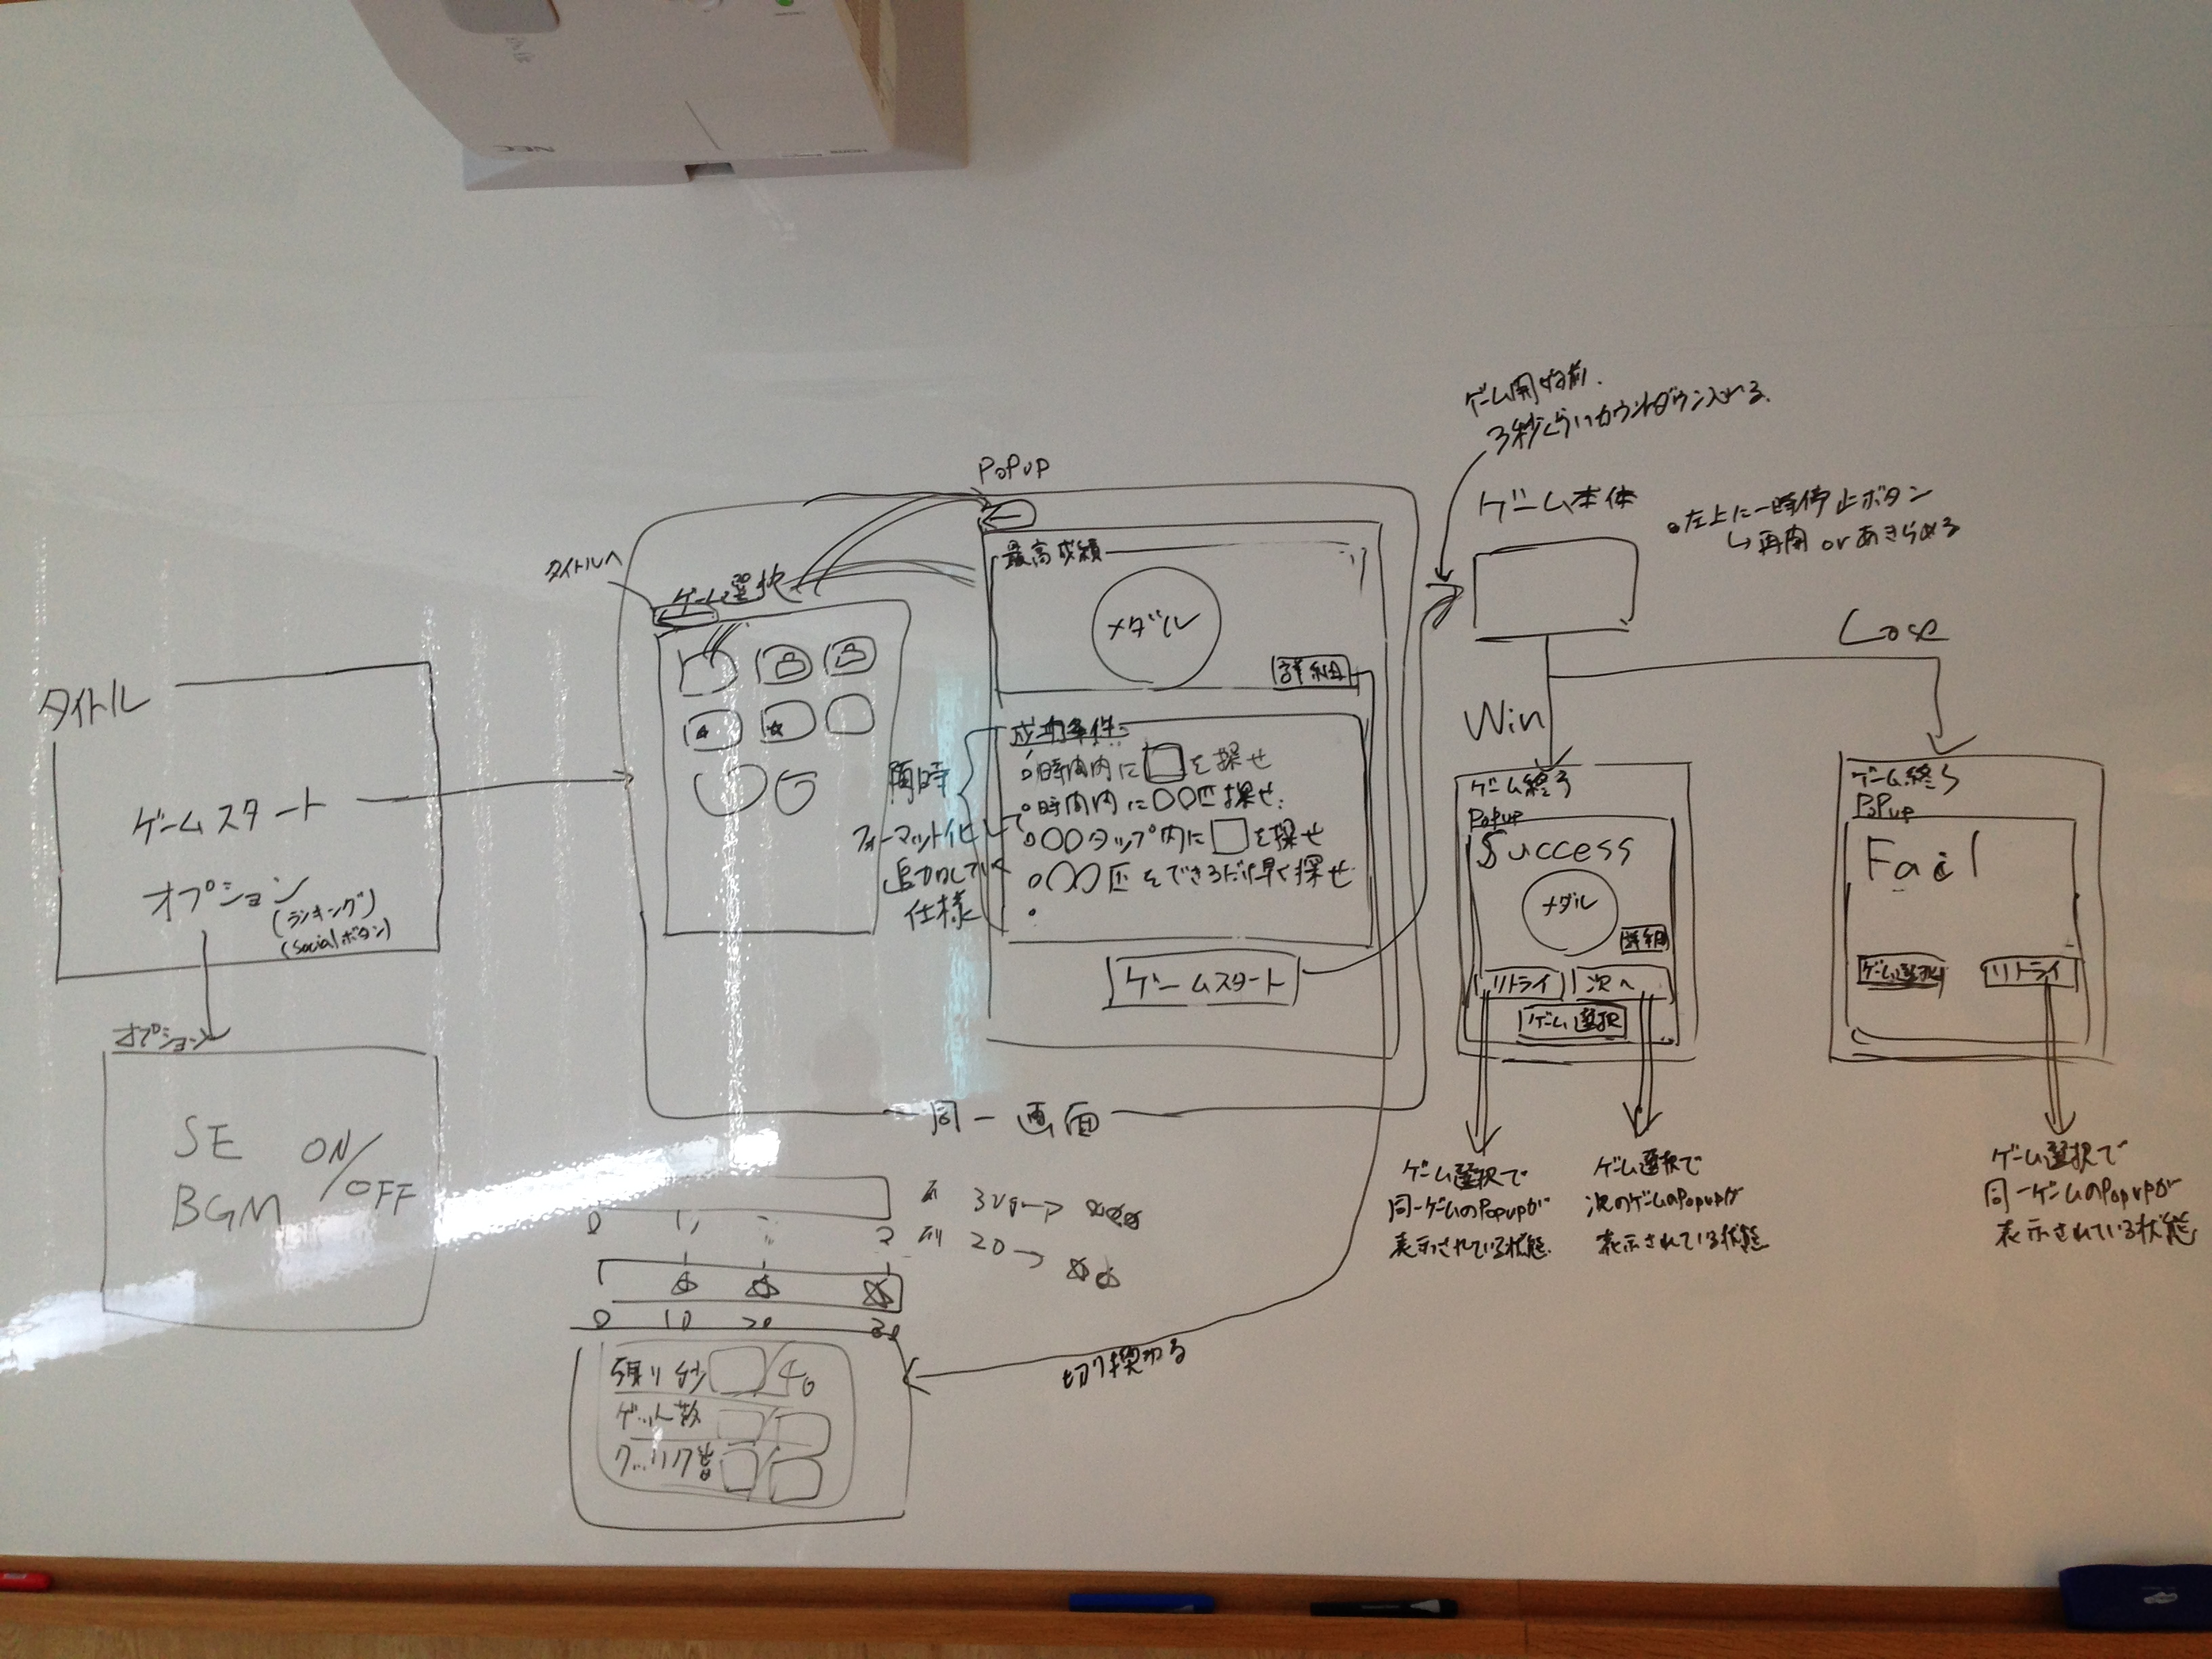 NEC
ゲーム開始前.
3秒くらいカウントダウン入れる.
ゲーム本体
左上に一時停止ボタン
↳再開 or あきらめる
Popup
タイトルへ
ゲーム選択
最高成績
メダル
詳細
成功条件
時間内に□を探せ
時間内に○○匹探せ.
○○タップ内に□を探せ
○○匹をできるだけ早く探せ
随時
フォーマット化して
追加していく
仕様
ゲームスタート
同一画面
タイトル
ゲームスタート
オプション
(ランキング)
(Socialボタン)
オプション
SE
BGM
ON/OFF
Win
Lose
ゲーム終了
Popup
Success
メダル
詳細
リトライ
次へ
ゲーム選択
ゲーム選択で
同一ゲームのPopupが
表示されている状態.
ゲーム選択で
次のゲームのPopupが
表示されている状態
ゲーム終了
Popup
Fail
ゲーム選択
リトライ
ゲーム選択で
同一ゲームのPopupが
表示されている状態
0 10 20 30
切り換わる
残り秒 □/40
ゲット数